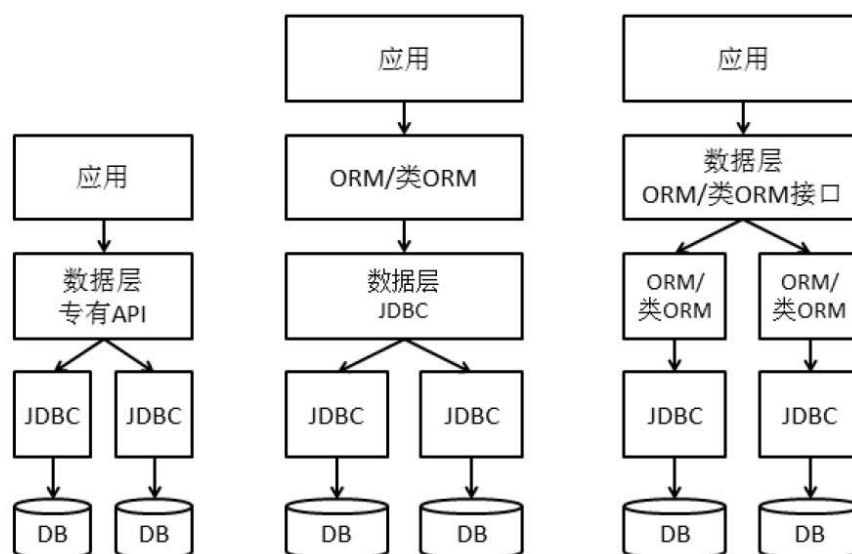 应用
数据层
专有API
JDBC
JDBC
DB
DB
应用
ORM/类ORM
数据层
JDBC
JDBC
JDBC
DB
DB
应用
数据层
ORM/类ORM接口
ORM/
类ORM
ORM/
类ORM
JDBC
JDBC
DB
DB